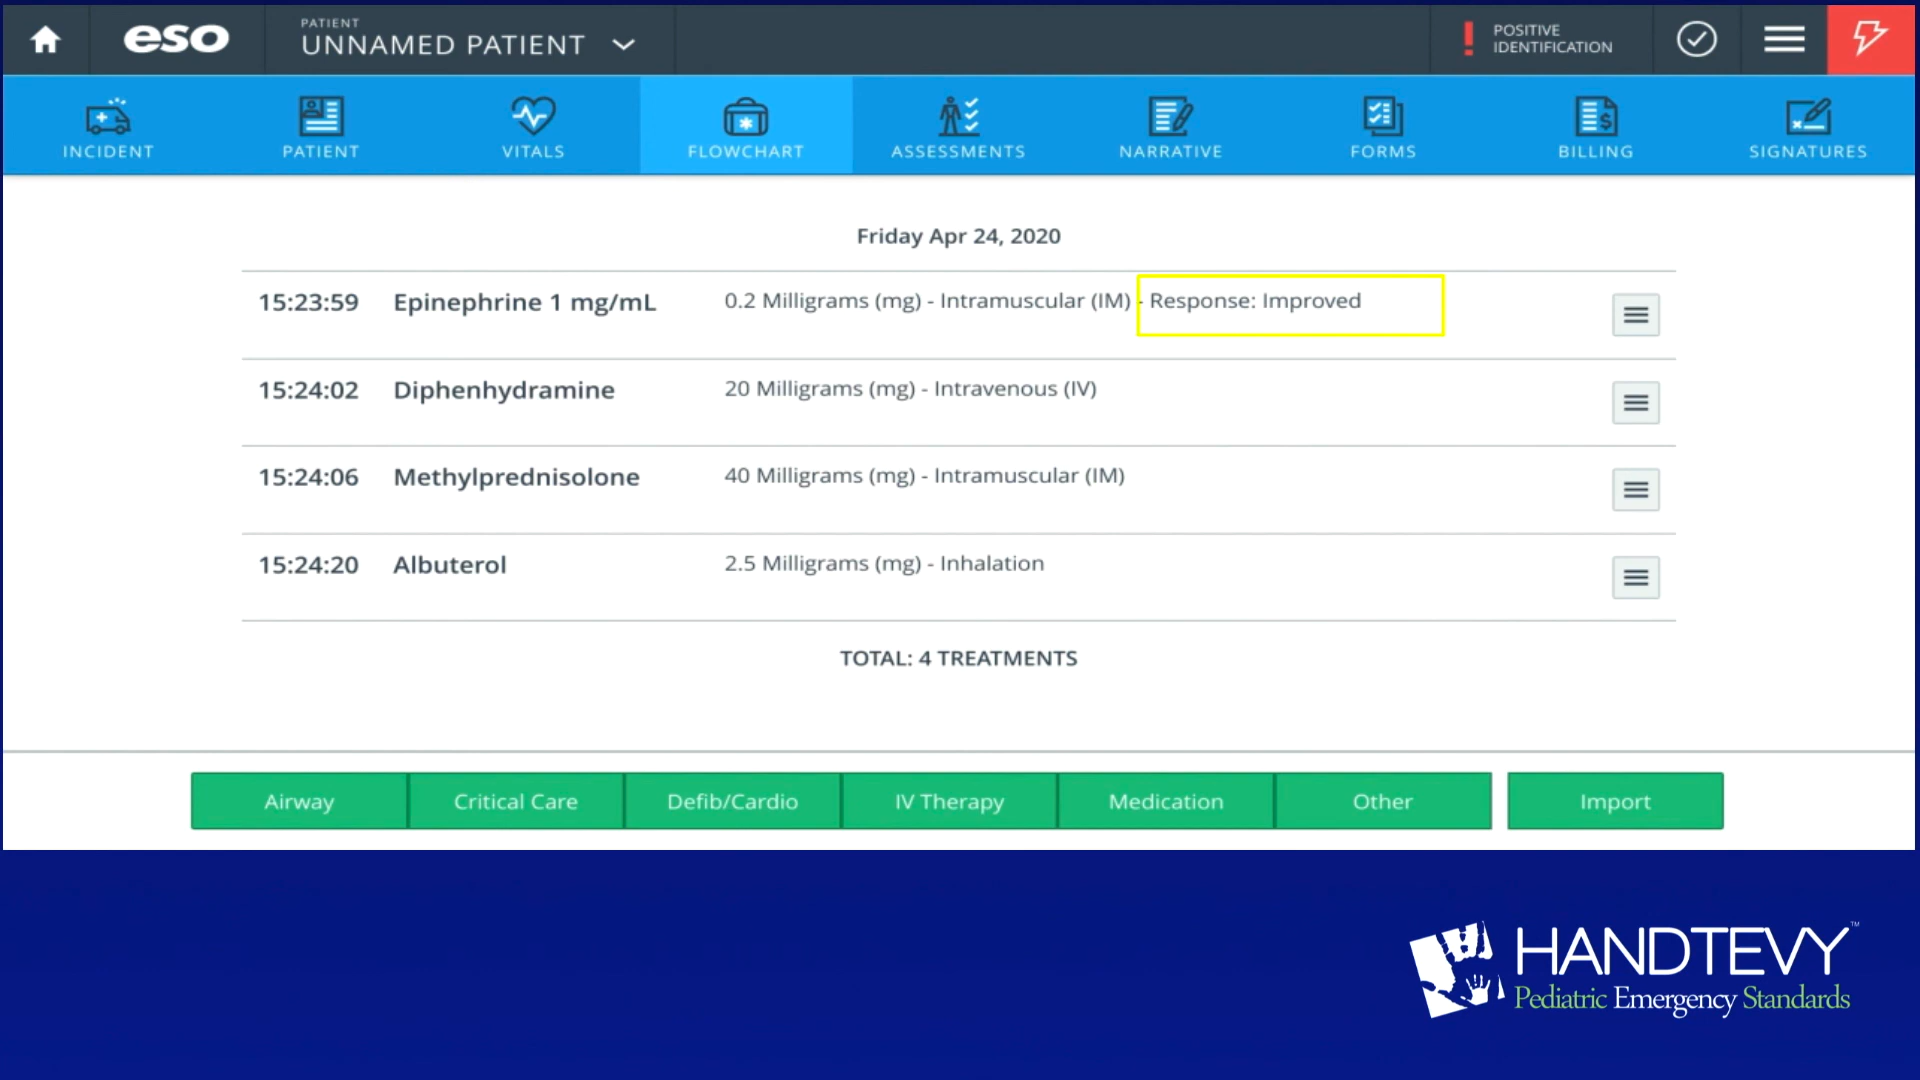 eso
PATIENT
UNNAMED PATIENT
POSITIVE
IDENTIFICATION
INCIDENT
PATIENT
VITALS
FLOWCHART
ASSESSMENTS
NARRATIVE
FORMS
BILLING
SIGNATURES
Friday Apr 24, 2020
15:23:59 Epinephrine 1 mg/mL 0.2 Milligrams (mg) - Intramuscular (IM) - Response: Improved
15:24:02 Diphenhydramine 20 Milligrams (mg) - Intravenous (IV)
15:24:06 Methylprednisolone 40 Milligrams (mg) - Intramuscular (IM)
15:24:20 Albuterol 2.5 Milligrams (mg) - Inhalation
TOTAL: 4 TREATMENTS
Airway
Critical Care
Defib/Cardio
IV Therapy
Medication
Other
Import
HANDTEVY™
Pediatric Emergency Standards